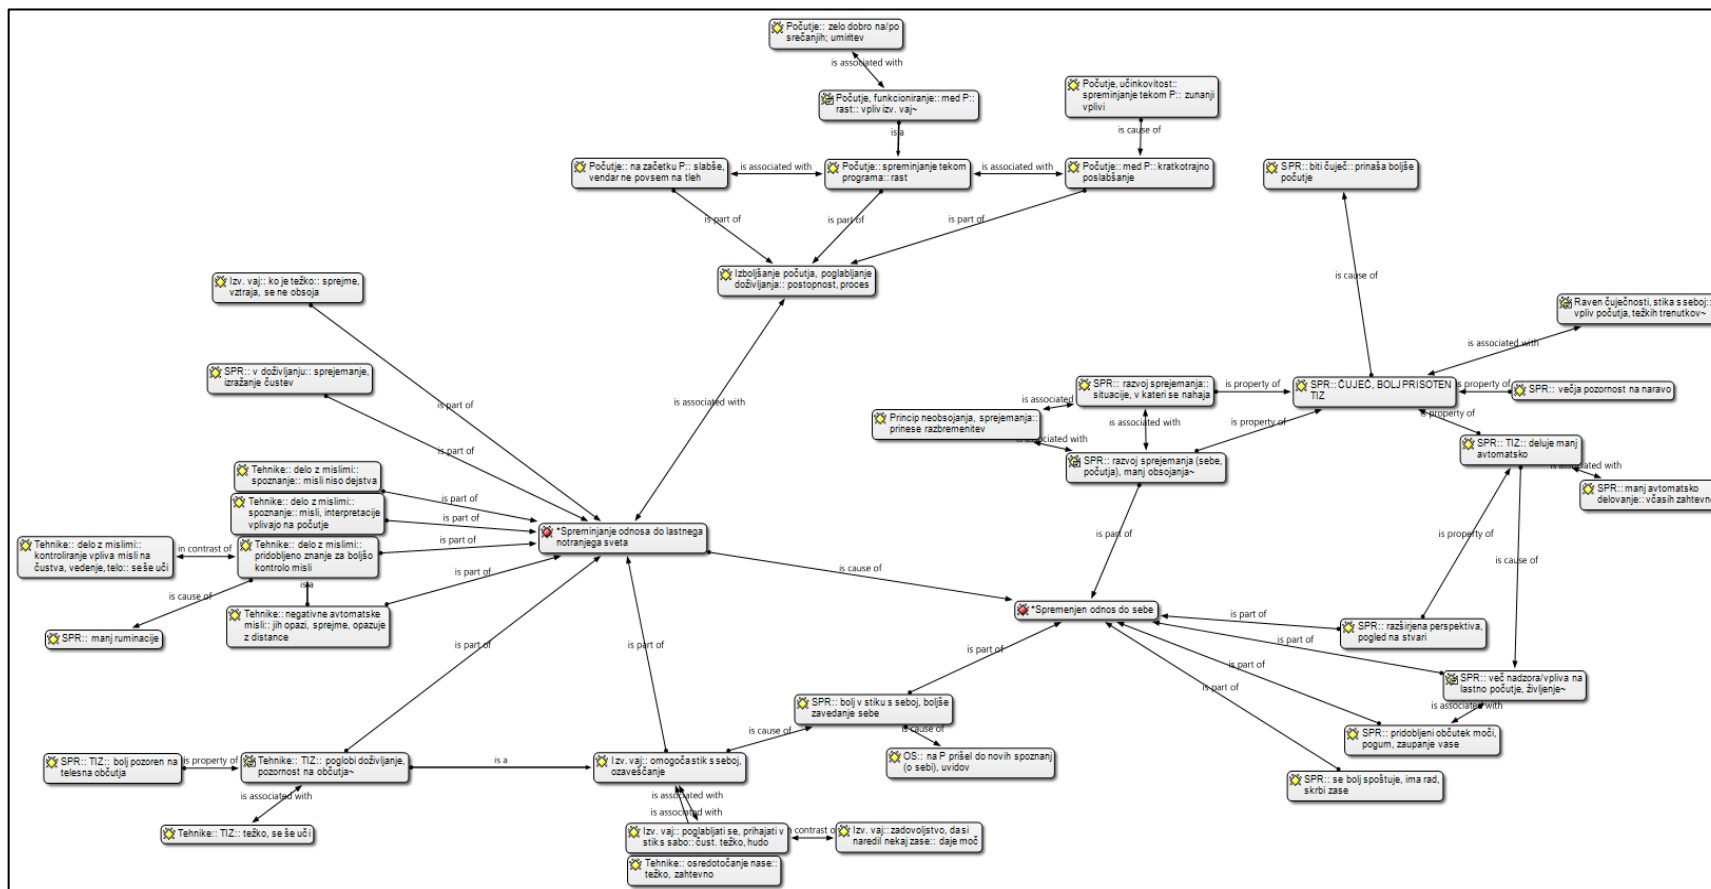 Počutje:: zelo dobro na/po
srečanjih; umiritev
is associated with
Počutje, funkcioniranje:: med P::
rast:: vpliv izv. vaj~
Počutje, učinkovitost::
spreminjanje tekom P:: zunanji
vplivi
is a
is cause of
Počutje:: na začetku P:: slabše,
vendar ne povsem na tleh
is associated with
Počutje:: spreminjanje tekom
programa:: rast
is associated with
Počutje:: med P:: kratkotrajno
poslabšanje
SPR:: biti čuječ:: prinaša boljše
počutje
is part of
is part of
is part of
Izboljšanje počutja, poglabljanje
doživljanja:: postopnost, proces
is cause of
Izv. vaj:: ko je težko:: sprejme,
vztraja, se ne obsoja
Raven čuječnosti, stika s seboj::
vpliv počutja, težkih trenutkov~
is associated with
SPR:: v doživljanju:: sprejemanje,
izražanje čustev
is part of
is associated with
SPR:: razvoj sprejemanja::
situacije, v kateri se nahaja
is property of
SPR:: ČUJEČ, BOLJ PRISOTEN
TIZ
is property of
SPR:: večja pozornost na naravo
is associated
Princip neobsojanja, sprejemanja::
prinese razbremenitev
is associated with
is associated with
is property of
is property of
SPR:: razvoj sprejemanja (sebe,
počutja), manj obsojanja~
SPR:: TIZ:: deluje manj
avtomatsko
is associated with
SPR:: manj avtomatsko
delovanje:: včasih zahtevno
is part of
Tehnike:: delo z mislimi::
spoznanje:: misli niso dejstva
is part of
Tehnike:: delo z mislimi::
spoznanje:: misli, interpretacije
vplivajo na počutje
is part of
*Spreminjanje odnosa do lastnega
notranjega sveta
is part of
is property of
Tehnike:: delo z mislimi::
kontroliranje vpliva misli na
čustva, vedenje, telo:: se še uči
in contrast of
Tehnike:: delo z mislimi::
pridobljeno znanje za boljšo
kontrolo misli
is part of
is cause of
is a
is part of
is cause of
is cause of
Tehnike:: negativne avtomatske
misli:: jih opazi, sprejme, opazuje
z distance
SPR:: manj ruminacije
*Spremenjen odnos do sebe
is part of
SPR:: razširjena perspektiva,
pogled na stvari
is part of
is part of
is part of
is part of
is part of
is part of
SPR:: več nadzora/vpliva na
lastno počutje, življenje~
is associated with
SPR:: bolj v stiku s seboj, boljše
zavedanje sebe
is cause of
is cause of
SPR:: pridobljeni občutek moči,
pogum, zaupanje vase
SPR:: TIZ:: bolj pozoren na
telesna občutja
is property of
Tehnike:: TIZ:: poglobi doživljanje,
pozornost na občutja~
is a
Izv. vaj:: omogoča stik s seboj,
ozaveščanje
OS:: na P prišel do novih spoznanj
(o sebi), uvidov
SPR:: se bolj spoštuje, ima rad,
skrbi zase
is associated with
is associated with
is associated with
Tehnike:: TIZ:: težko, se še uči
Izv. vaj:: poglabljati se, prihajati v
stik s sabo:: čust. težko, hudo
in contrast of
Izv. vaj:: zadovoljstvo, da si
naredil nekaj zase:: daje moč
Tehnike:: osredotočanje nase::
težko, zahtevno